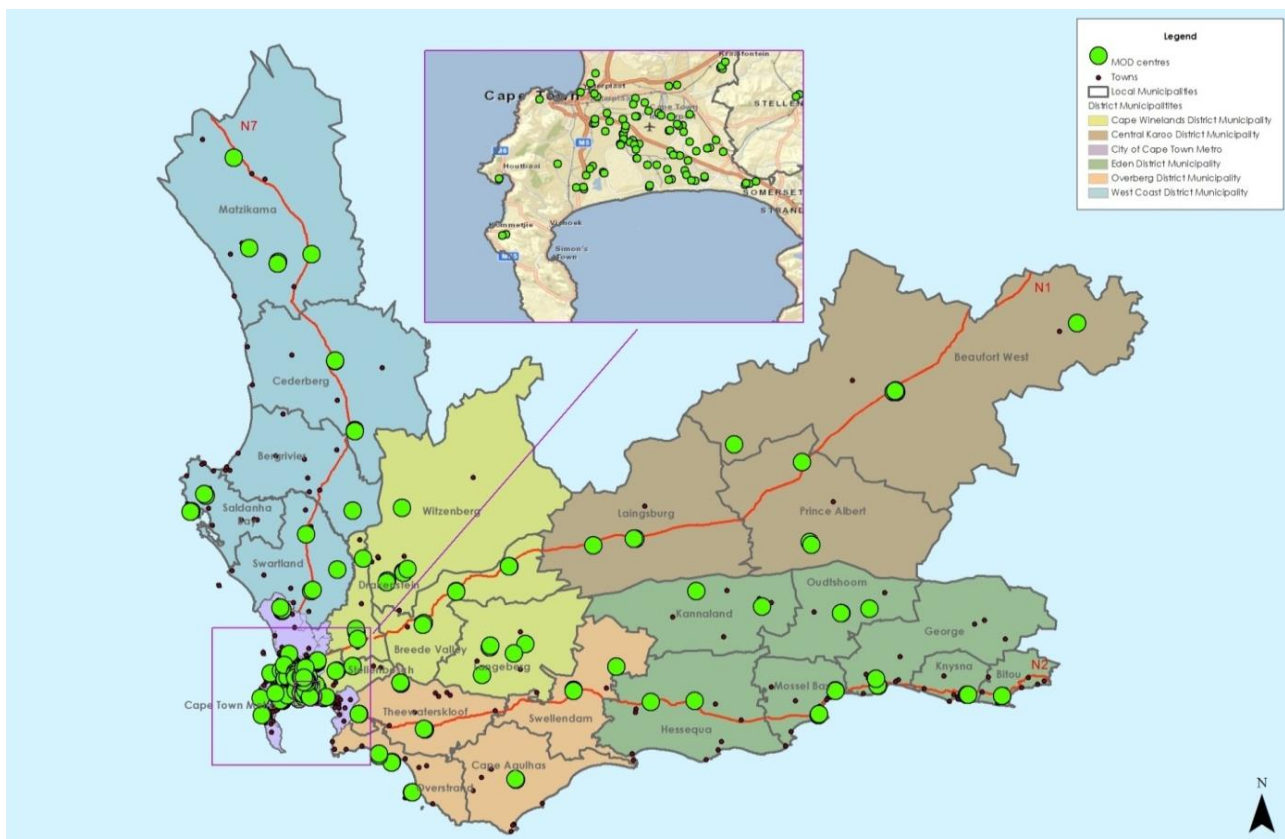 Legend
MOD centres
Towns
Local Municipalities
District Municipalitites
Cape Winelands District Municipality
Central Karoo District Municipality
City of Cape Town Metro
Eden District Municipality
Overberg District Municipality
West Coast District Municipality
Kraaifontein
Cape Town
STELLEN
M5
Houtbaai
SOMERSET
STRAND
Kommetjie
Vishoek
Simon's
Town
N7
Matzikama
N1
Beaufort West
Cederberg
Bergrivier
Witzenberg
Laingsburg
Prince Albert
Saldanha
Bay
Swartland
Drakenstein
Oudtshoorn
Kannaland
George
Breede Valley
Langeberg
Stellenbosch
Knysna
Bitou
N2
Mossel Bay
Cape Town Metro
Theewaterskloof
Swellendam
Hessequa
Cape Agulhas
Overstrand
N